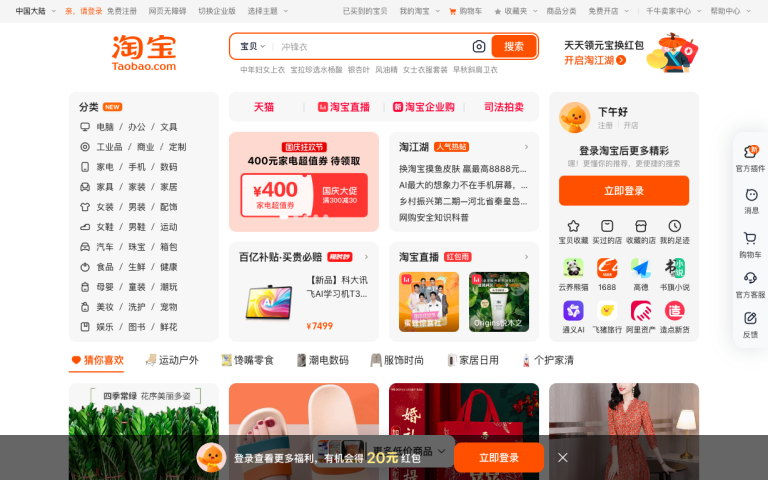 中国大陆 亲，请登录 免费注册 网页无障碍 切换企业版 选择主题 已买到的宝贝 我的淘宝 购物车 收藏夹 商品分类 免费开店 千牛卖家中心 帮助中心
淘宝
Taobao.com
宝贝 冲锋衣 搜索
中年妇女上衣 宝拉珍选水杨酸 银杏叶 风油精 女士衣服套装 早秋斜肩卫衣
天天领元宝换红包
开启淘江湖
分类 NEW
电脑 / 办公 / 文具
工业品 / 商业 / 定制
家电 / 手机 / 数码
家具 / 家装 / 家居
女装 / 男装 / 配饰
女鞋 / 男鞋 / 运动
汽车 / 珠宝 / 箱包
食品 / 生鲜 / 健康
母婴 / 童装 / 潮玩
美妆 / 洗护 / 宠物
娱乐 / 图书 / 鲜花
天猫 淘宝直播 新 淘宝企业购 司法拍卖
国庆狂欢节
400元家电超值券 待领取
¥400
家电超值券
国庆大促
满300减30
淘江湖 人气热帖
换淘宝摸鱼皮肤 赢最高8888元...
AI最大的想象力不在手机屏幕，...
乡村振兴第二期—河北省秦皇岛...
网购安全知识科普
百亿补贴·买贵必赔
【新品】科大讯
飞AI学习机T3...
¥7499
淘宝直播 红包雨
Origins悦木之
下午好
注册 开店
登录淘宝后更多精彩
嗯！更懂你的推荐，更便捷的搜索
立即登录
宝贝收藏 买过的店 收藏的店 我的足迹
云养熊猫 1688 高德 书旗小说
通义AI 飞猪旅行 阿里资产 造点新货
官方插件
消息
购物车
官方客服
反馈
猜你喜欢 运动户外 馋嘴零食 潮电数码 服饰时尚 家居日用 个护家清
四季常绿 花序美丽多姿
更多低价商品
登录查看更多福利，有机会得20元红包 立即登录